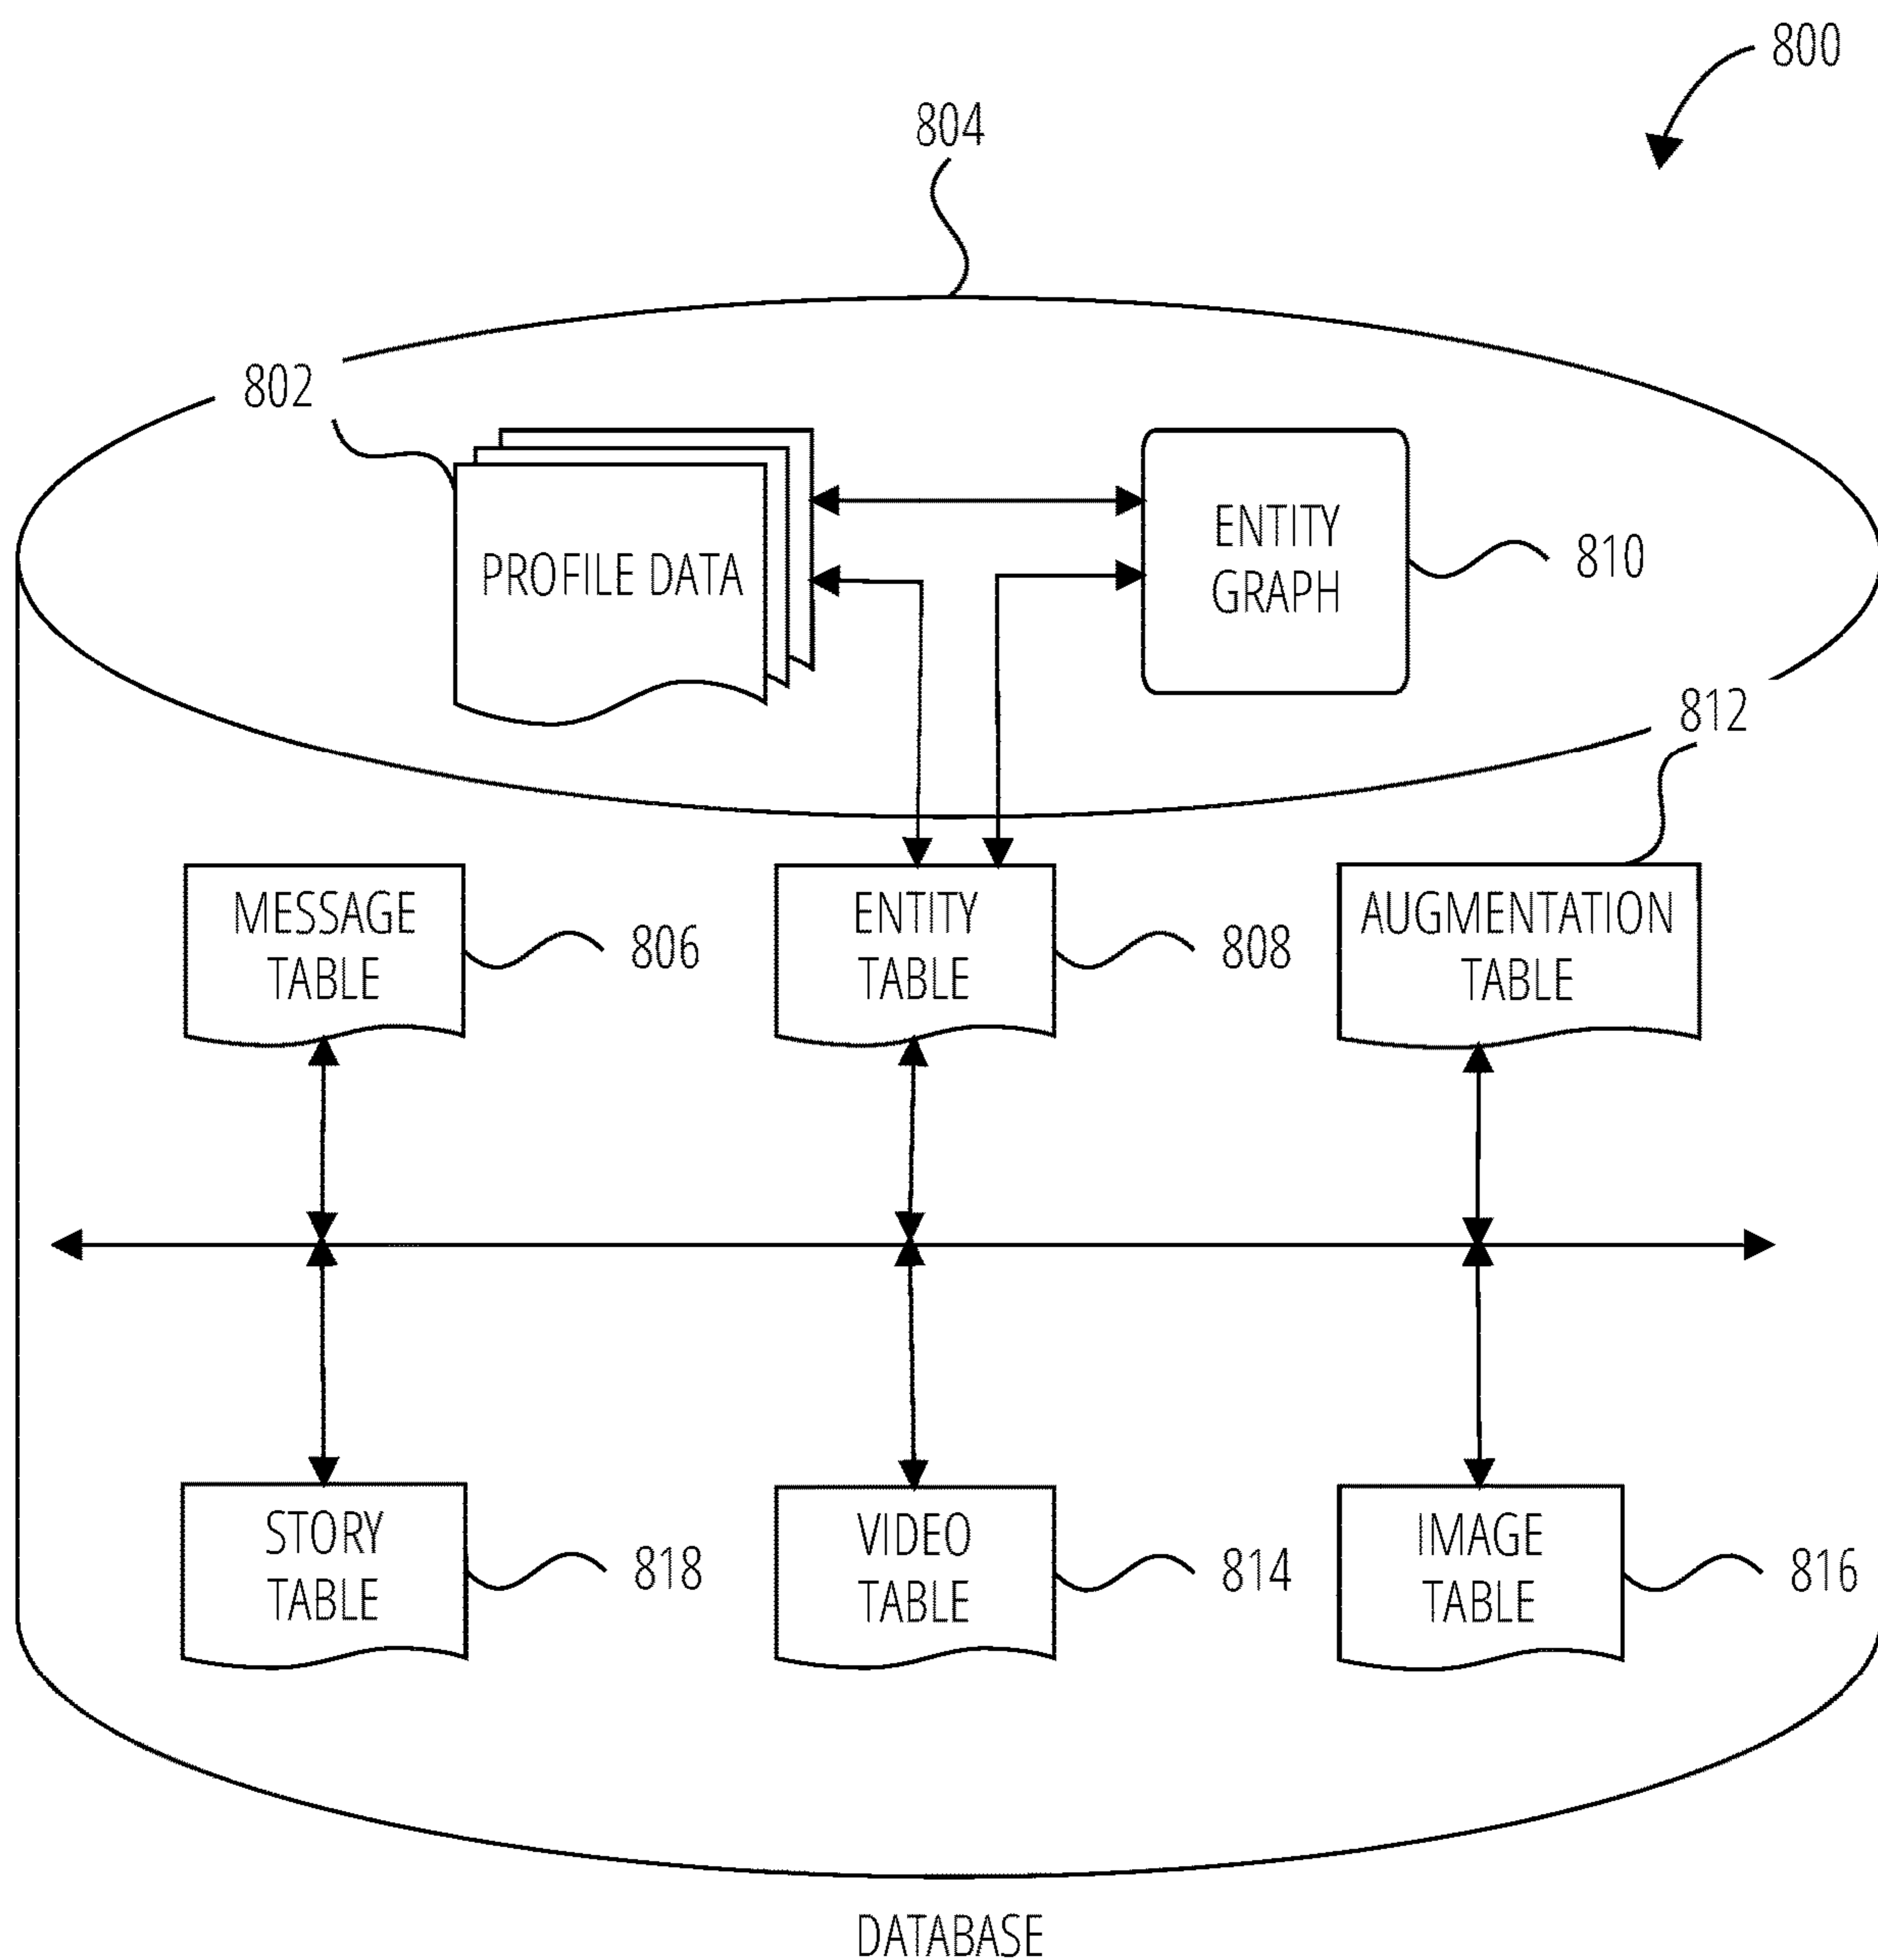 800
804
802
PROFILE DATA
ENTITY
GRAPH
810
812
MESSAGE
TABLE
806
ENTITY
TABLE
808
AUGMENTATION
TABLE
STORY
TABLE
818
VIDEO
TABLE
814
IMAGE
TABLE
816
DATABASE